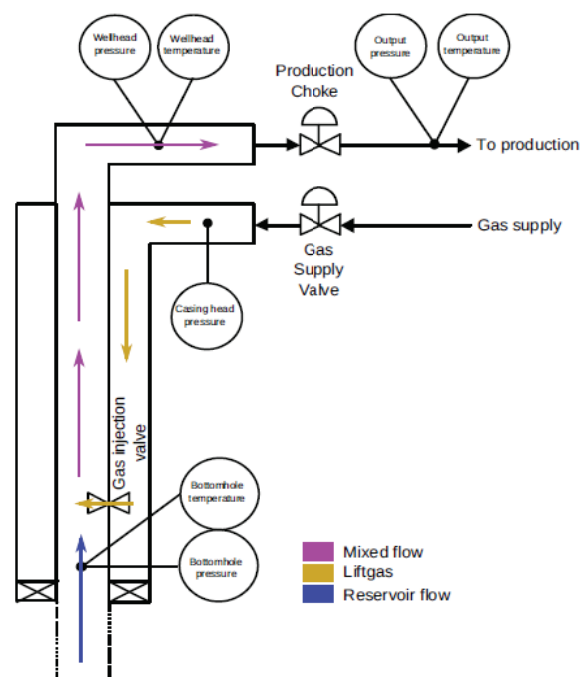 Wellhead
pressure
Wellhead
temperature
Output
pressure
Output
temperature
Production
Choke
To production
Gas supply
Gas
Supply
Valve
Casing head
pressure
Gas injection
valve
Bottomhole
temperature
Bottomhole
pressure
Mixed flow
Liftgas
Reservoir flow